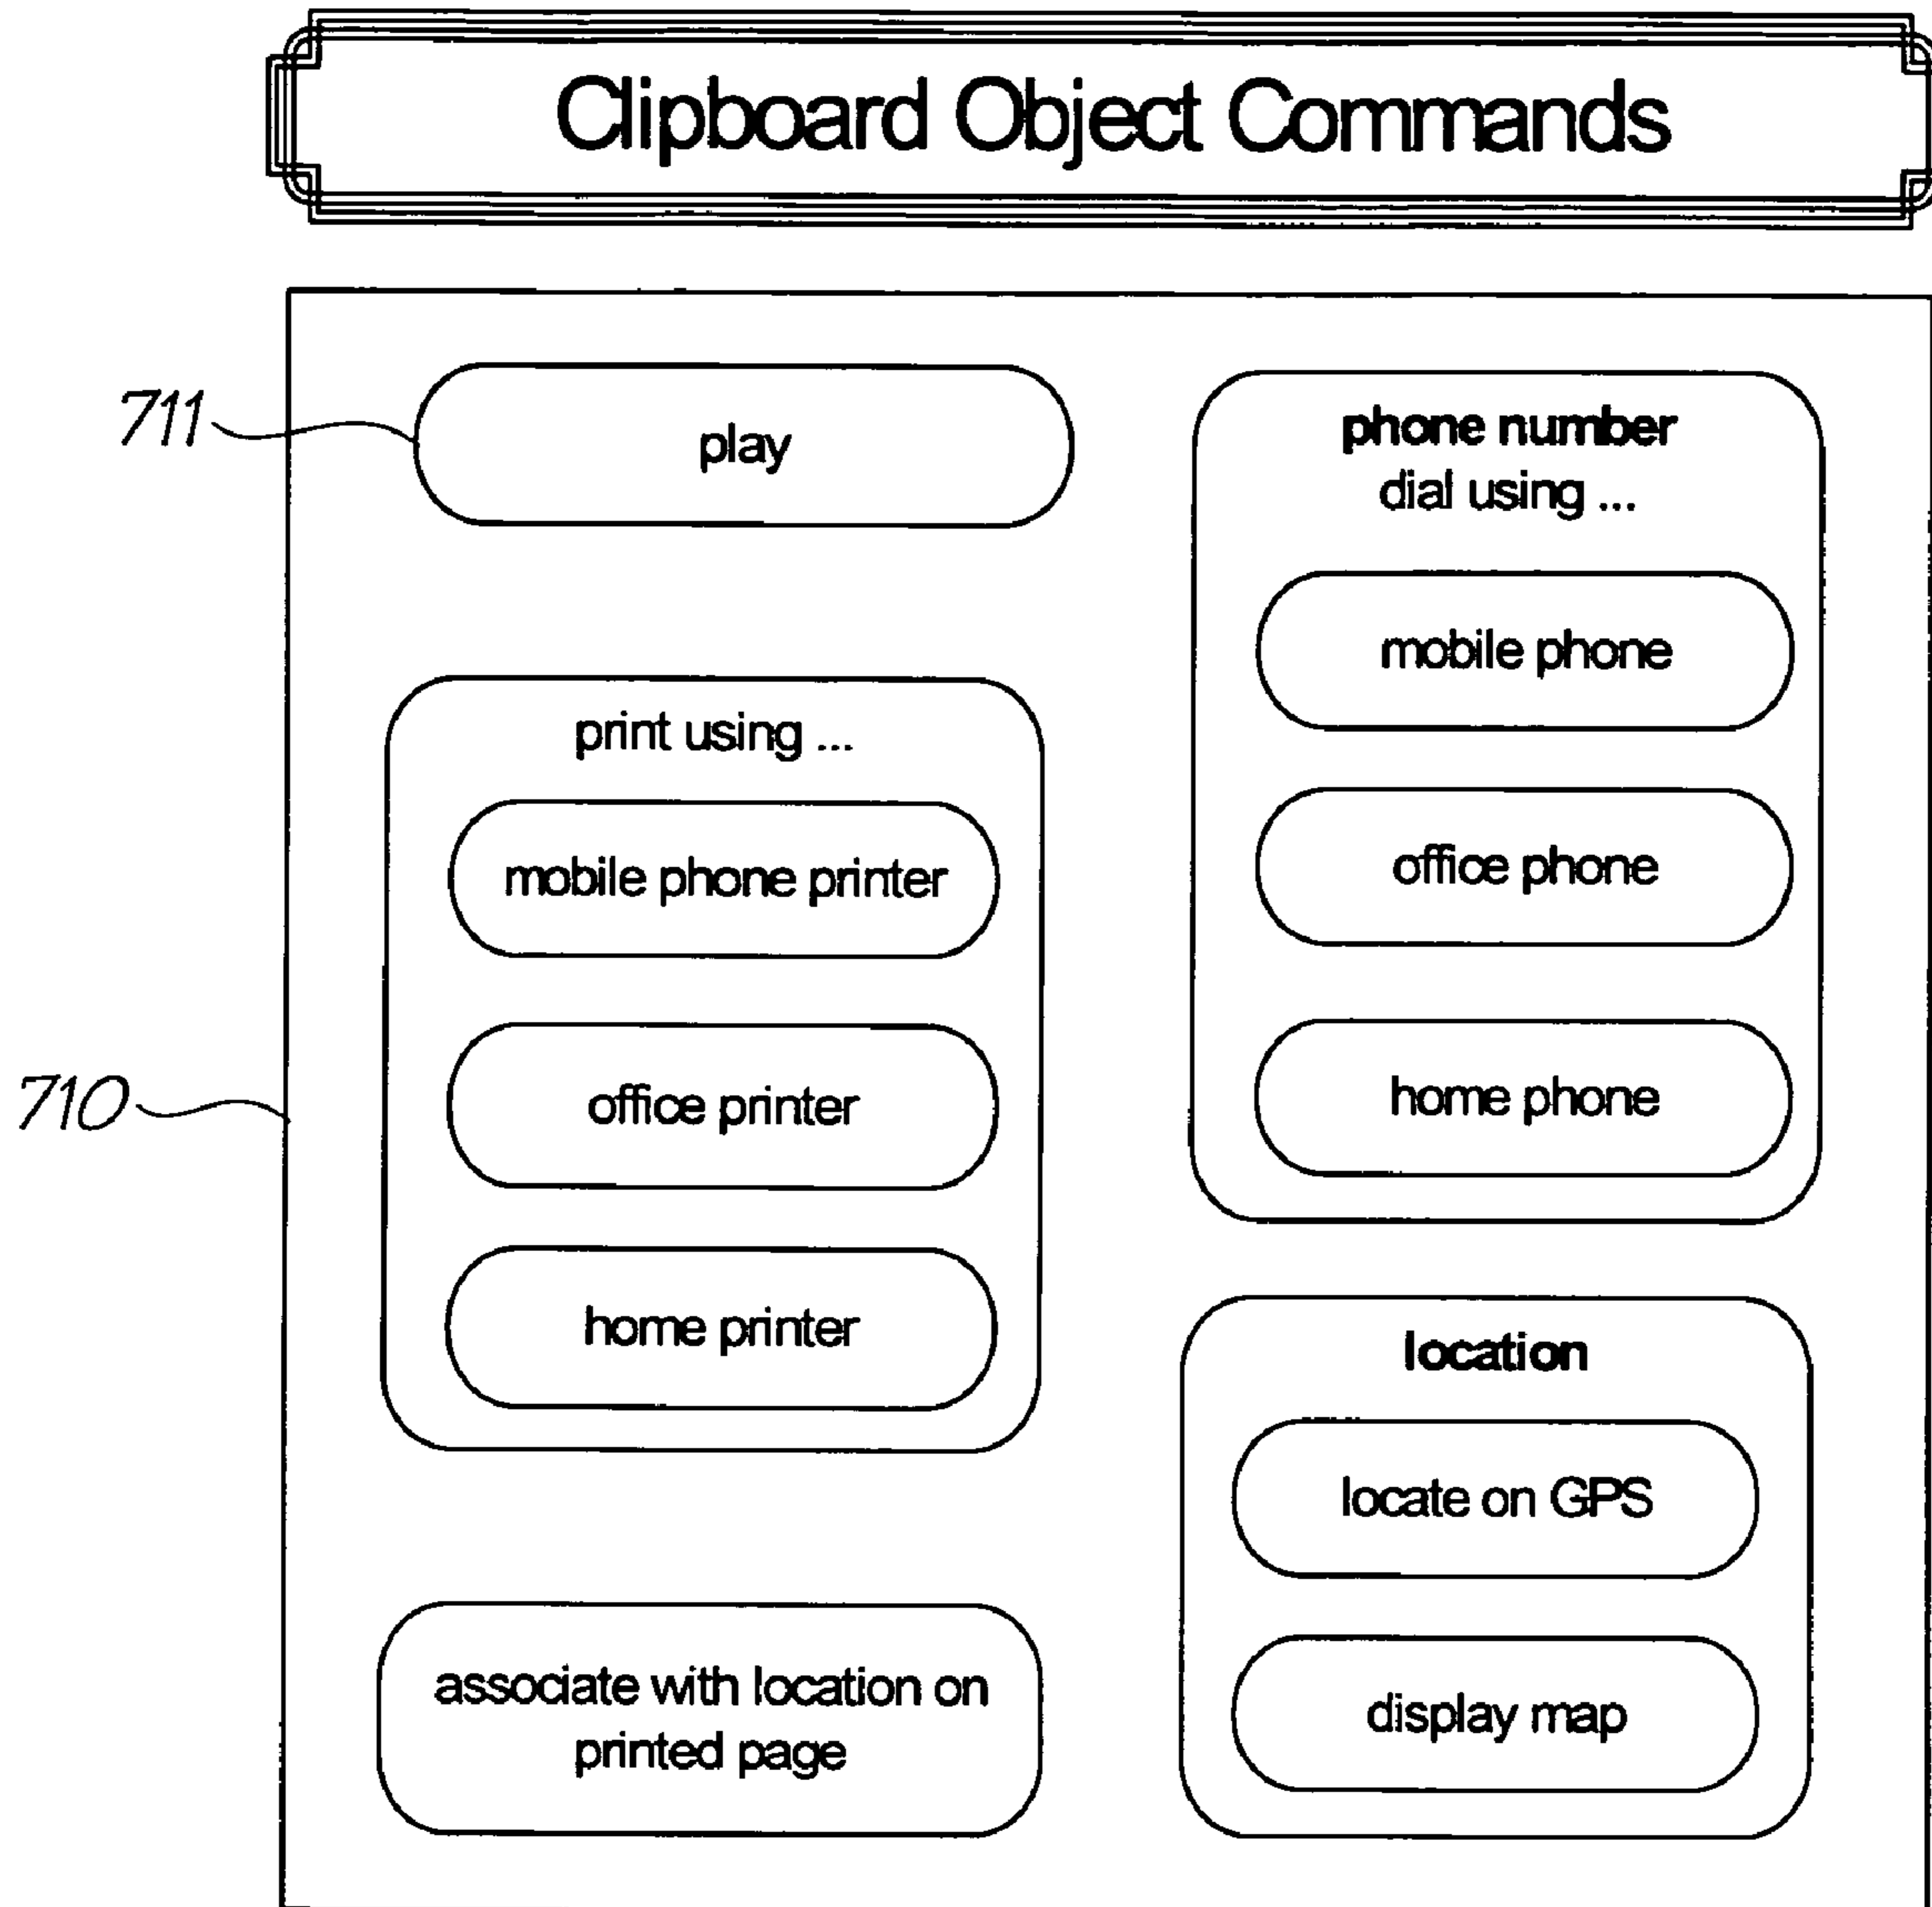 Clipboard Object Commands
711
play
print using ...
mobile phone printer
office printer
home printer
710
associate with location on
printed page
phone number
dial using ...
mobile phone
office phone
home phone
location
locate on GPS
display map